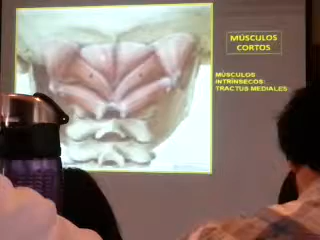 MÚSCULOS
CORTOS
MÚSCULOS
INTRÍNSECOS:
TRACTUS MEDIALES